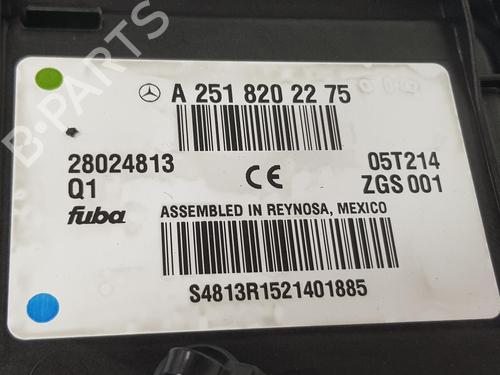 A 251 820 22 75
28024813
Q1
05T214
ZGS 001
CE
fuba
ASSEMBLED IN REYNOSA, MEXICO
S4813R1521401885
B-PARTS